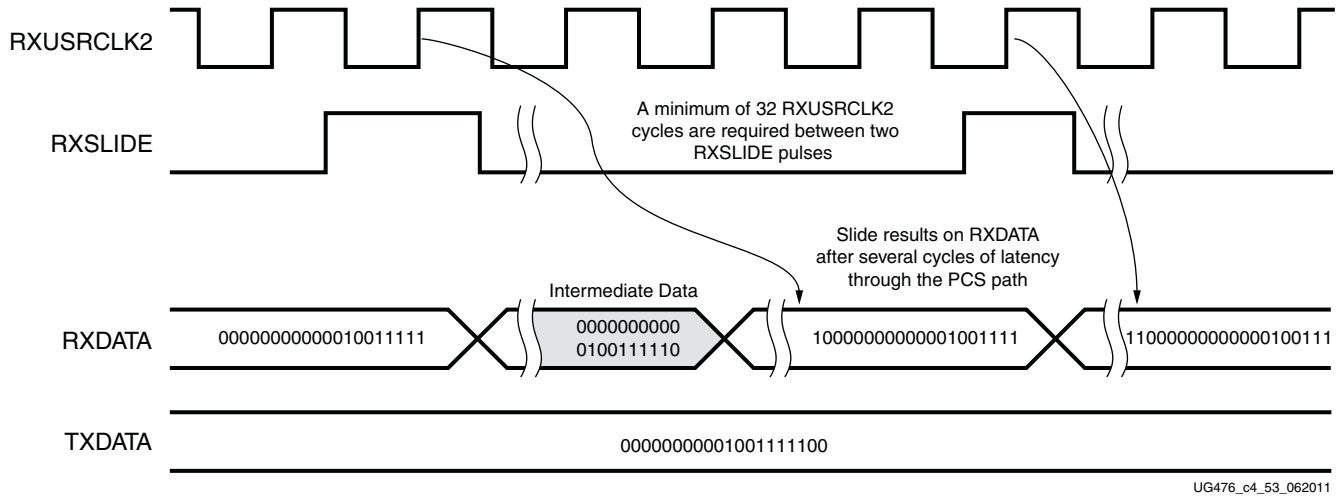 RXUSRCLK2
A minimum of 32 RXUSRCLK2
cycles are required between two
RXSLIDE pulses
RXSLIDE
Slide results on RXDATA
after several cycles of latency
through the PCS path
Intermediate Data
RXDATA
00000000000010011111
0000000000
0100111110
10000000000001001111
11000000000000100111
TXDATA
00000000001001111100
UG476_c4_53_062011